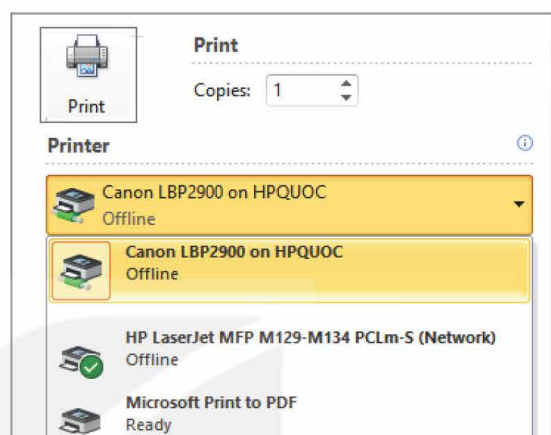 Print
Copies: 1
Print
Printer
Canon LBP2900 on HPQUOC
Offline
Canon LBP2900 on HPQUOC
Offline
HP LaserJet MFP M129-M134 PCLm-S (Network)
Offline
Microsoft Print to PDF
Ready